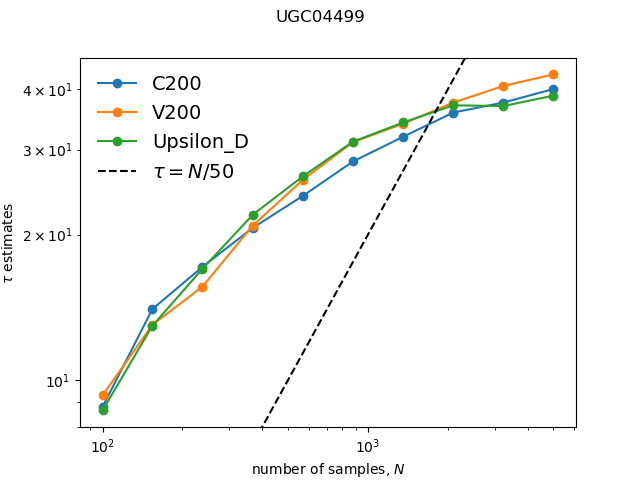 UGC04499
C200
V200
Upsilon_D
τ = N/50
4 × 10¹
3 × 10¹
2 × 10¹
10¹
τ estimates
10² 10³
number of samples, N